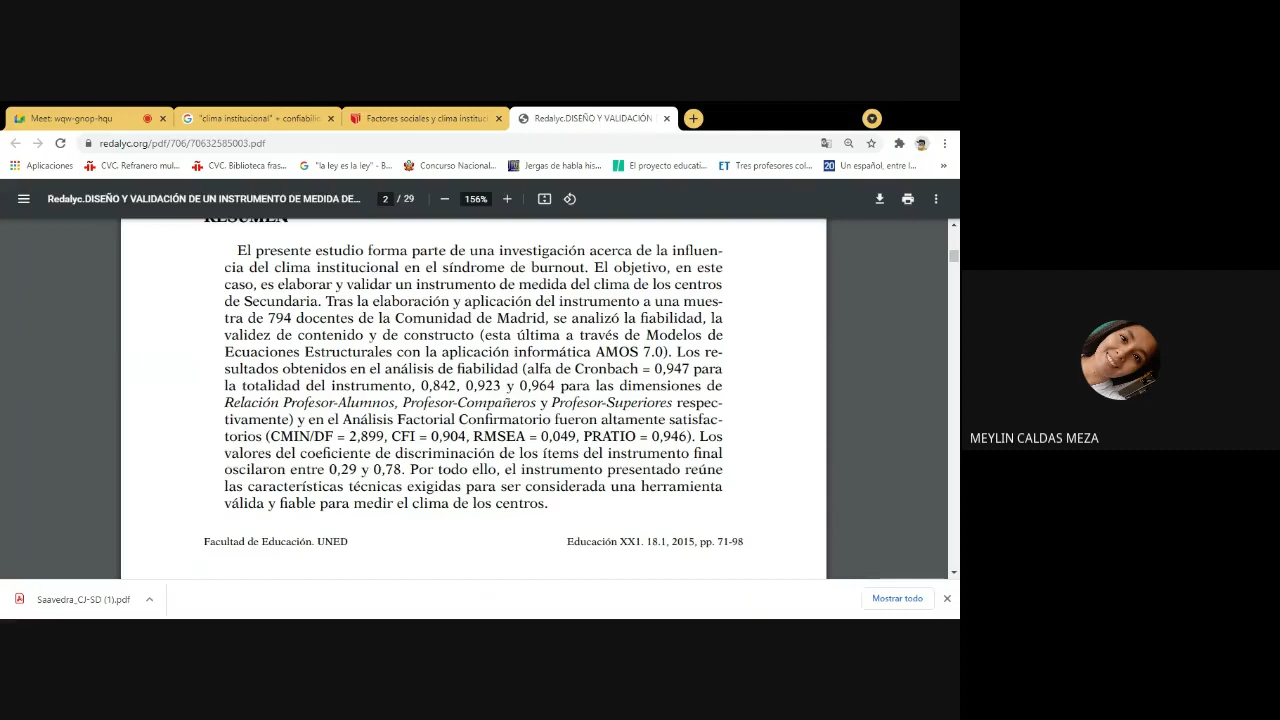 Meet: wqw-gnop-hqu
"clima institucional" + confiabili
Factores sociales y clima instituci
Redalyc.DISEÑO Y VALIDACIÓN
redalyc.org/pdf/706/70632585003.pdf
Aplicaciones
CVC. Refranero mul...
CVC. Biblioteca fras...
"la ley es la ley" - B...
Concurso Nacional...
Jergas de habla his...
El proyecto educati...
ET Tres profesores col...
20 Un español, entre l...
»
Redalyc.DISEÑO Y VALIDACIÓN DE UN INSTRUMENTO DE MEDIDA DE...
2 / 29
156%
RESUMEN
El presente estudio forma parte de una investigación acerca de la influen-
cia del clima institucional en el síndrome de burnout. El objetivo, en este
caso, es elaborar y validar un instrumento de medida del clima de los centros
de Secundaria. Tras la elaboración y aplicación del instrumento a una mues-
tra de 794 docentes de la Comunidad de Madrid, se analizó la fiabilidad, la
validez de contenido y de constructo (esta última a través de Modelos de
Ecuaciones Estructurales con la aplicación informática AMOS 7.0). Los re-
sultados obtenidos en el análisis de fiabilidad (alfa de Cronbach = 0,947 para
la totalidad del instrumento, 0,842, 0,923 y 0,964 para las dimensiones de
Relación Profesor-Alumnos, Profesor-Compañeros y Profesor-Superiores respec-
tivamente) y en el Análisis Factorial Confirmatorio fueron altamente satisfac-
torios (CMIN/DF = 2,899, CFI = 0,904, RMSEA = 0,049, PRATIO = 0,946). Los
valores del coeficiente de discriminación de los ítems del instrumento final
oscilaron entre 0,29 y 0,78. Por todo ello, el instrumento presentado reúne
las características técnicas exigidas para ser considerada una herramienta
válida y fiable para medir el clima de los centros.
Facultad de Educación. UNED
Educación XX1. 18.1, 2015, pp. 71-98
Saavedra_CJ-SD (1).pdf
Mostrar todo
MEYLIN CALDAS MEZA